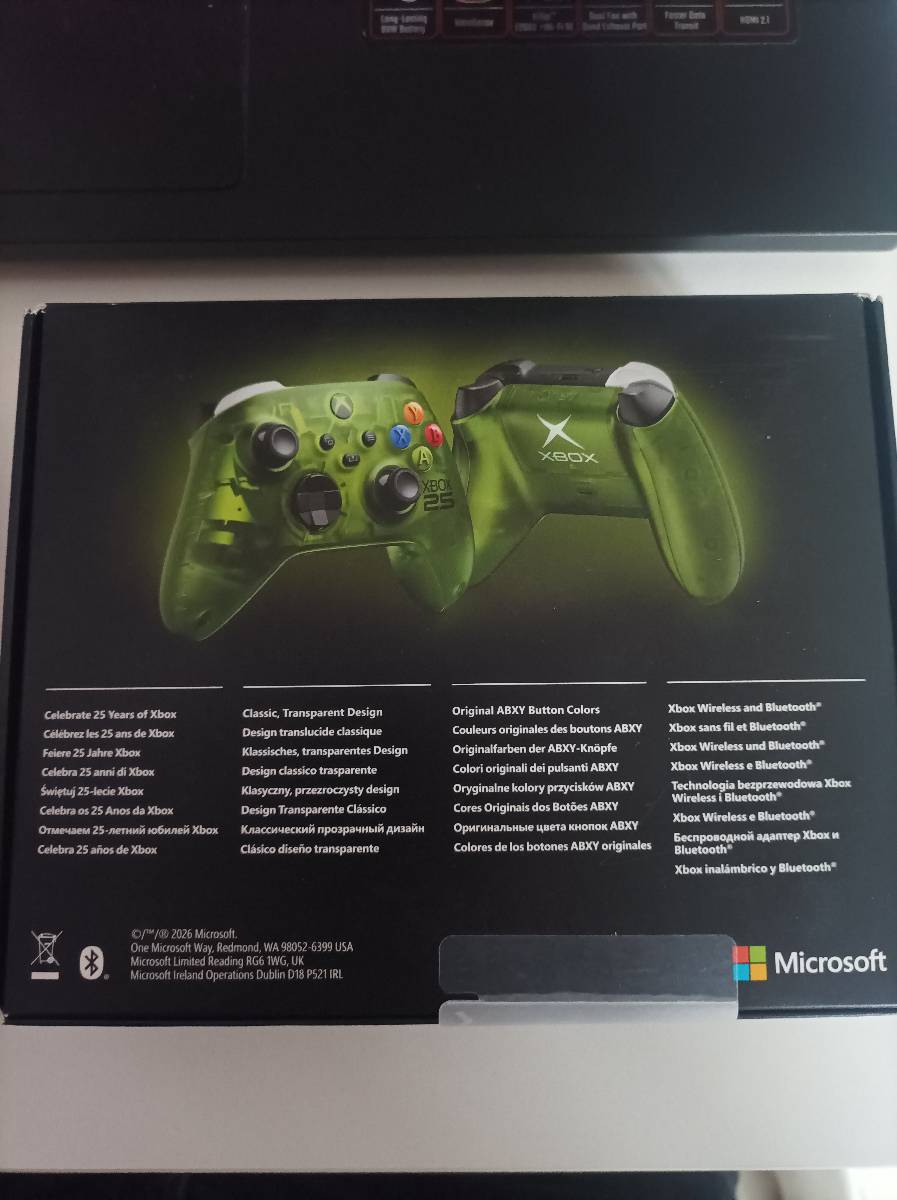 Long-Lasting
HDMI 2.1
Y
X
B
A
XBOX
25
XBOX
Celebrate 25 Years of Xbox
Célébrez les 25 ans de Xbox
Feiere 25 Jahre Xbox
Celebra 25 anni di Xbox
Świętuj 25-lecie Xbox
Celebra os 25 Anos da Xbox
Отмечаем 25-летний юбилей Xbox
Celebra 25 años de Xbox
Classic, Transparent Design
Design translucide classique
Klassisches, transparentes Design
Design classico trasparente
Klasyczny, przezroczysty design
Design Transparente Clássico
Классический прозрачный дизайн
Clásico diseño transparente
Original ABXY Button Colors
Couleurs originales des boutons ABXY
Originalfarben der ABXY-Knöpfe
Colori originali dei pulsanti ABXY
Oryginalne kolory przycisków ABXY
Cores Originais dos Botões ABXY
Оригинальные цвета кнопок ABXY
Colores de los botones ABXY originales
Xbox Wireless and Bluetooth®
Xbox sans fil et Bluetooth®
Xbox Wireless und Bluetooth®
Xbox Wireless e Bluetooth®
Technologia bezprzewodowa Xbox
Wireless i Bluetooth®
Xbox Wireless e Bluetooth®
Беспроводной адаптер Xbox и
Bluetooth®
Xbox inalámbrico y Bluetooth®
©/™/® 2026 Microsoft.
One Microsoft Way, Redmond, WA 98052-6399 USA
Microsoft Limited Reading RG6 1WG, UK
Microsoft Ireland Operations Dublin D18 P521 IRL
Microsoft